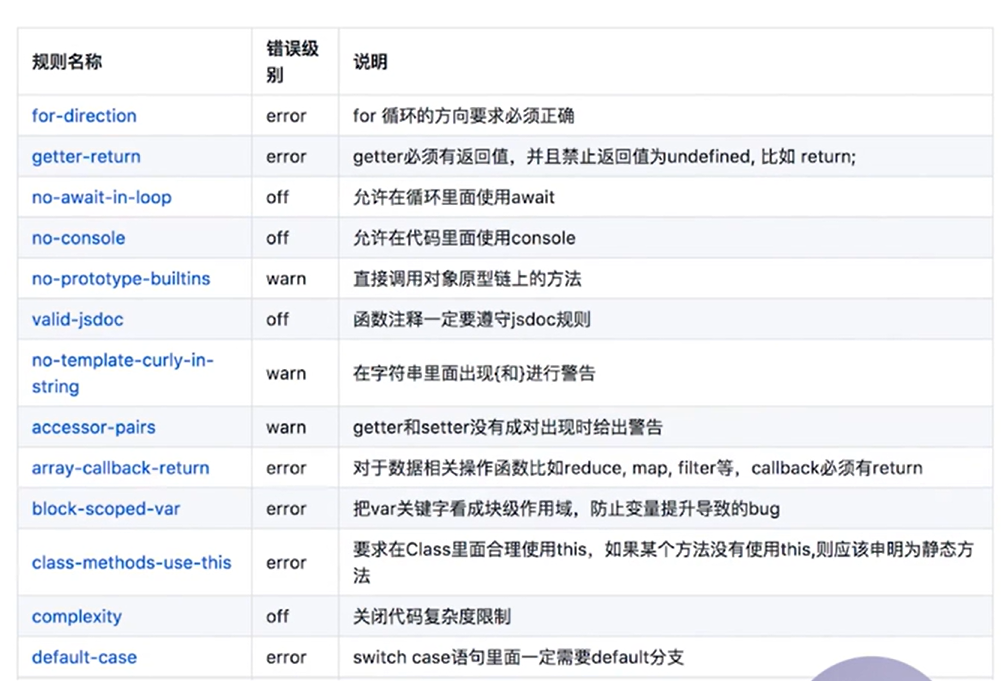 规则名称 错误级别 说明
for-direction error for 循环的方向要求必须正确
getter-return error getter必须有返回值，并且禁止返回值为undefined, 比如 return;
no-await-in-loop off 允许在循环里面使用await
no-console off 允许在代码里面使用console
no-prototype-builtins warn 直接调用对象原型链上的方法
valid-jsdoc off 函数注释一定要遵守jsdoc规则
no-template-curly-in-string warn 在字符串里面出现{和}进行警告
accessor-pairs warn getter和setter没有成对出现时给出警告
array-callback-return error 对于数据相关操作函数比如reduce, map, filter等，callback必须有return
block-scoped-var error 把var关键字看成块级作用域，防止变量提升导致的bug
class-methods-use-this error 要求在Class里面合理使用this，如果某个方法没有使用this,则应该申明为静态方法
complexity off 关闭代码复杂度限制
default-case error switch case语句里面一定需要default分支